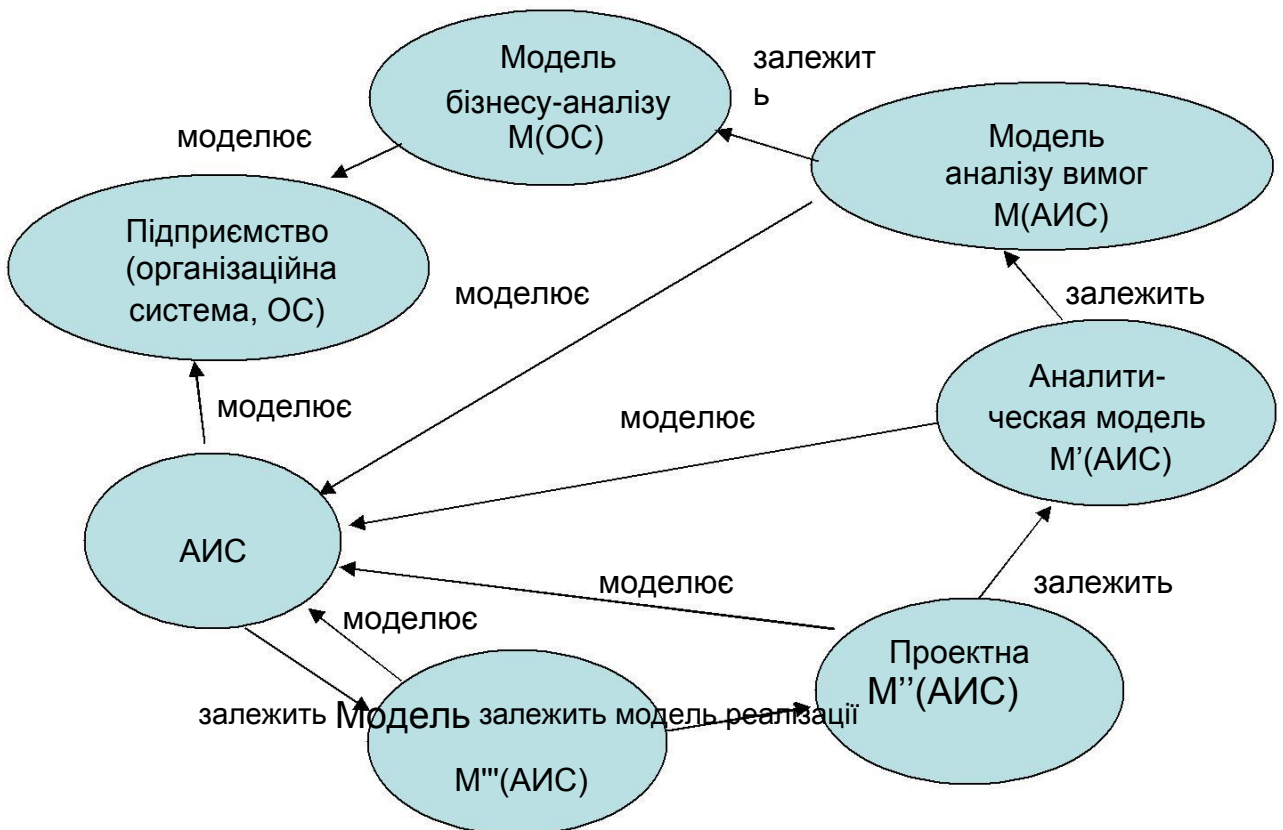 Модель
бізнесу-аналізу
М(ОС)
залежит
ь
моделює
Модель
аналізу вимог
М(АИС)
Підприємство
(організаційна
система, ОС)
моделює
залежить
моделює
Аналити-
ческая модель
М’(АИС)
моделює
АИС
моделює
залежить
моделює
Проектна
М’’(АИС)
залежить Модель залежить модель реалізації
М"'(АИС)